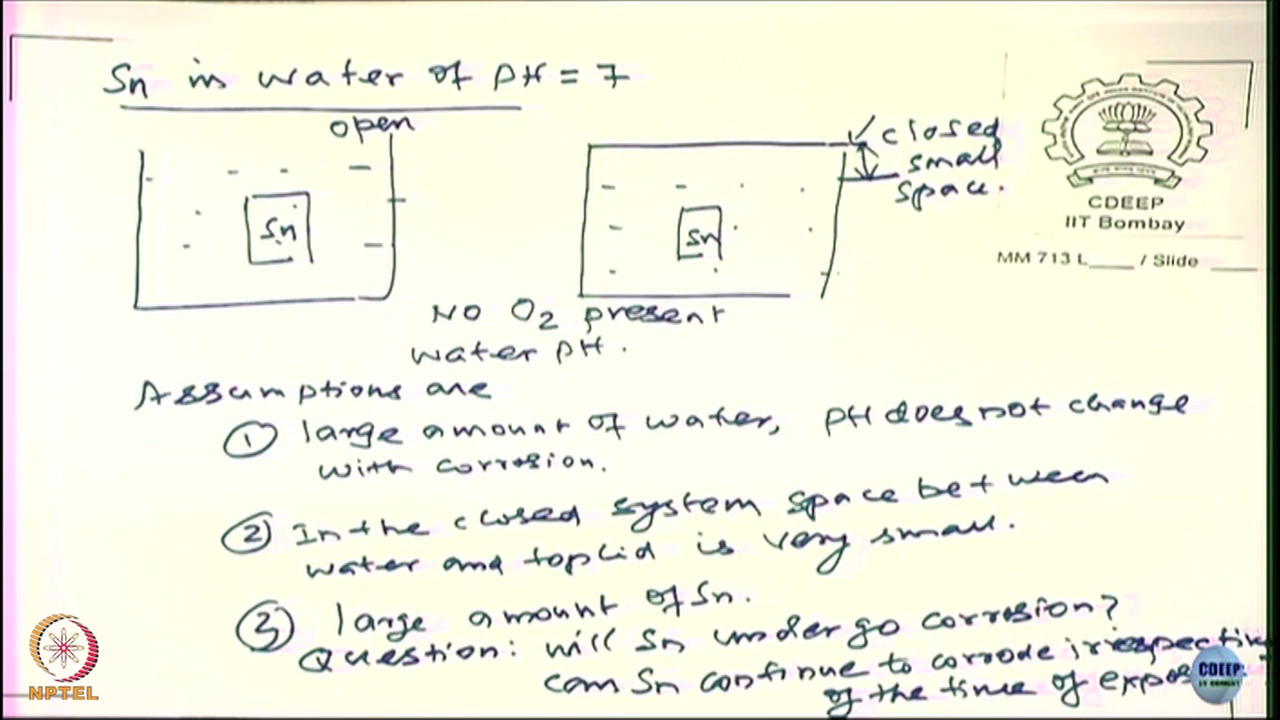 Sn in water of pH = 7
open
closed
small
space.
Sn
Sn
CDEEP
IIT Bombay
MM 713 L____ / Slide ____
NO O2 present
water pH.
Assumptions are
① large amount of water, pH does not change
with corrosion.
② In the closed system space between
water and top lid is very small.
③ large amount of Sn.
Question: will Sn undergo corrosion?
can Sn continue to corrode irrespective
of the time of expos
NPTEL
CDEEP